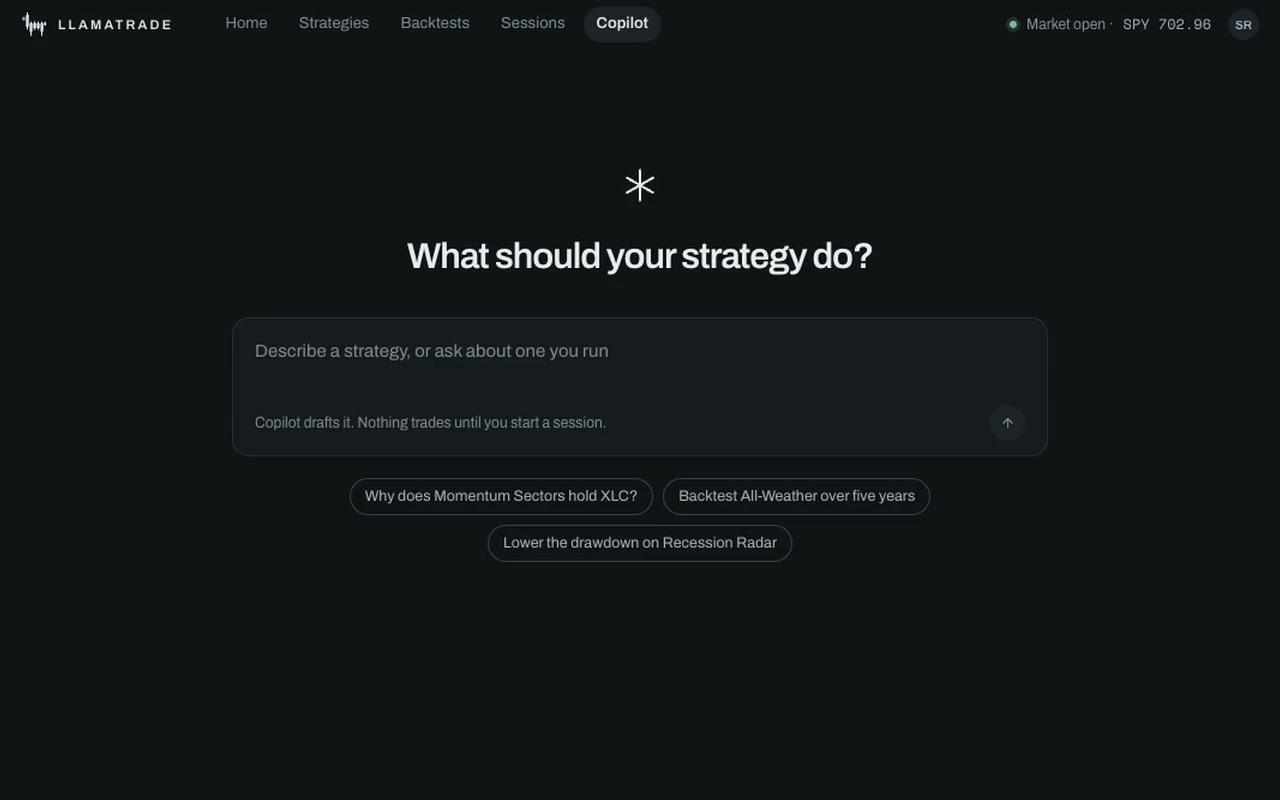 LLAMATRADE
Home Strategies Backtests Sessions Copilot
Market open · SPY 702.96 SR
What should your strategy do?
Describe a strategy, or ask about one you run
Copilot drafts it. Nothing trades until you start a session.
Why does Momentum Sectors hold XLC? Backtest All-Weather over five years
Lower the drawdown on Recession Radar